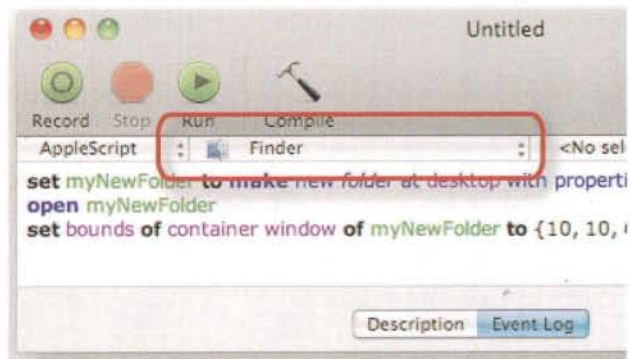 Untitled
Record Stop Run Compile
AppleScript Finder <No sel
set myNewFolder to make new folder at desktop with properti
open myNewFolder
set bounds of container window of myNewFolder to {10, 10,
Description Event Log